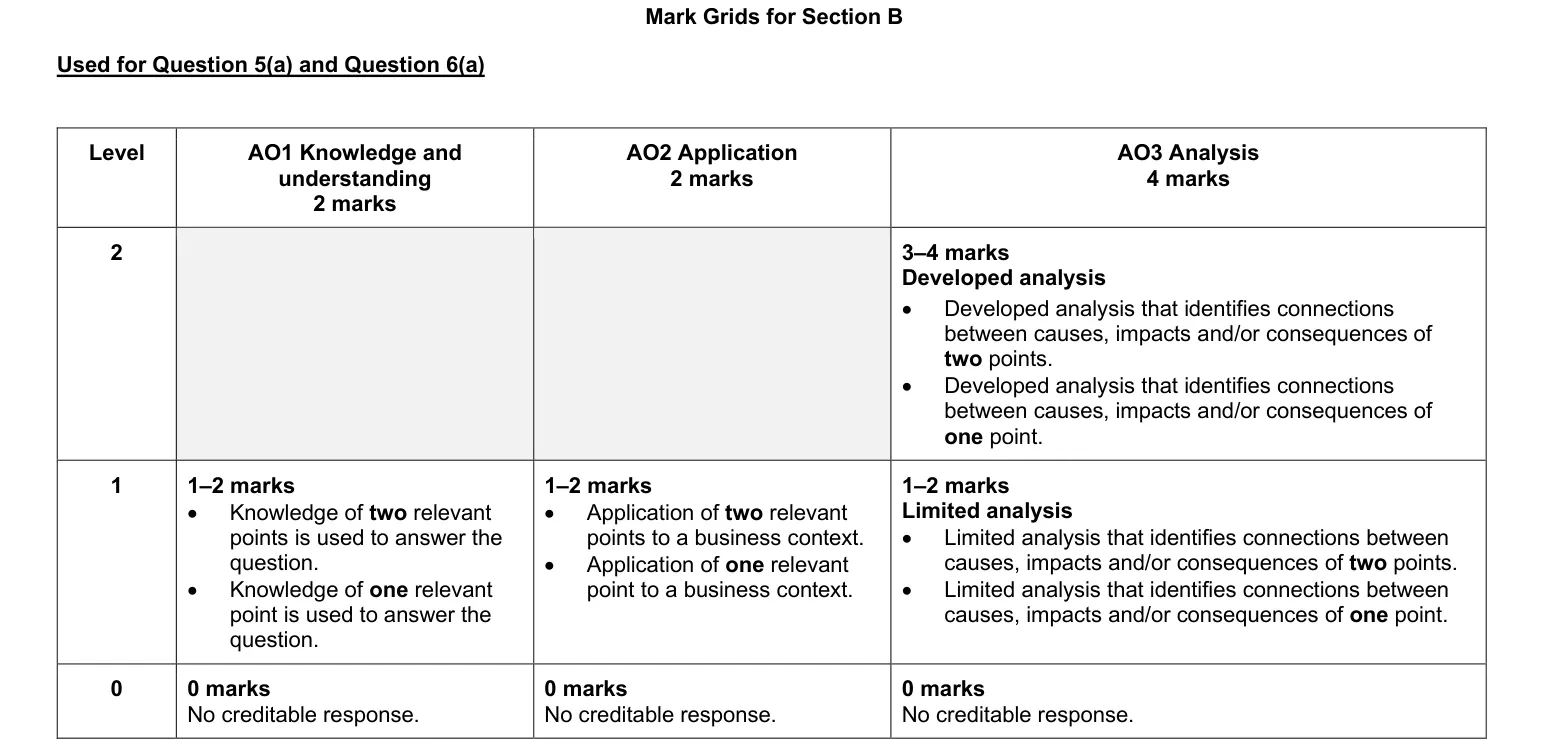 Mark Grids for Section B
Used for Question 5(a) and Question 6(a)
Level
AO1 Knowledge and
understanding
2 marks
AO2 Application
2 marks
AO3 Analysis
4 marks
2
3–4 marks
Developed analysis
• Developed analysis that identifies connections
between causes, impacts and/or consequences of
two points.
• Developed analysis that identifies connections
between causes, impacts and/or consequences of
one point.
1
1–2 marks
• Knowledge of two relevant
points is used to answer the
question.
• Knowledge of one relevant
point is used to answer the
question.
1–2 marks
• Application of two relevant
points to a business context.
• Application of one relevant
point to a business context.
1–2 marks
Limited analysis
• Limited analysis that identifies connections between
causes, impacts and/or consequences of two points.
• Limited analysis that identifies connections between
causes, impacts and/or consequences of one point.
0
0 marks
No creditable response.
0 marks
No creditable response.
0 marks
No creditable response.